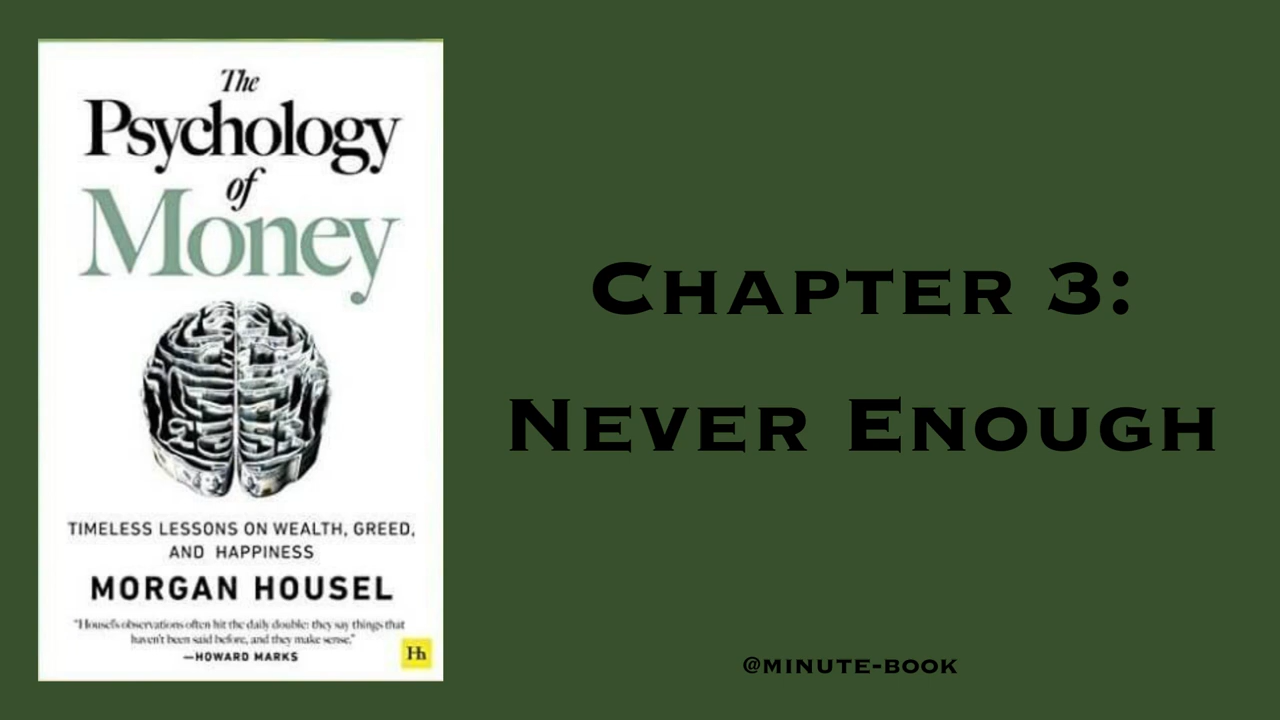 The
Psychology
of
Money
TIMELESS LESSONS ON WEALTH, GREED,
AND HAPPINESS
MORGAN HOUSEL
"Housel's observations often hit the daily double: they say things that
haven't been said before, and they make sense."
—HOWARD MARKS
Hh
CHAPTER 3:
NEVER ENOUGH
@MINUTE-BOOK